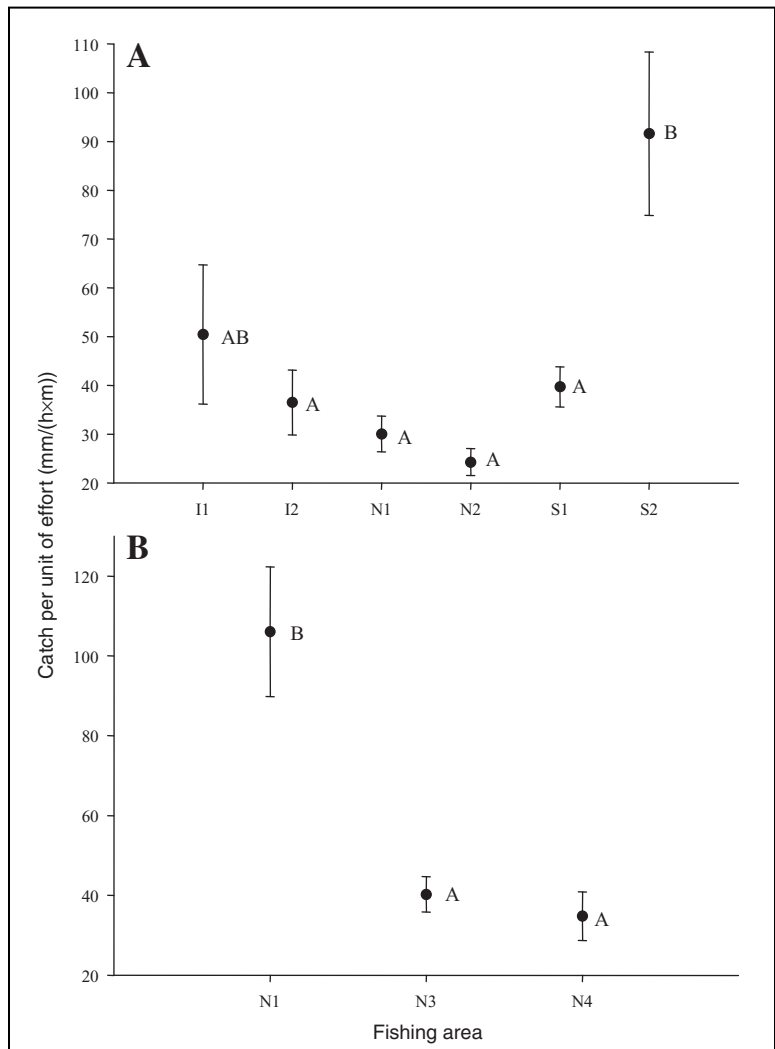 A
110
100
90
80
70
60
50
40
30
20
B
AB
A
A
A
A
I1 I2 N1 N2 S1 S2
Catch per unit of effort (mm/(h×m))
B
120
100
80
60
40
20
B
A
A
N1 N3 N4
Fishing area